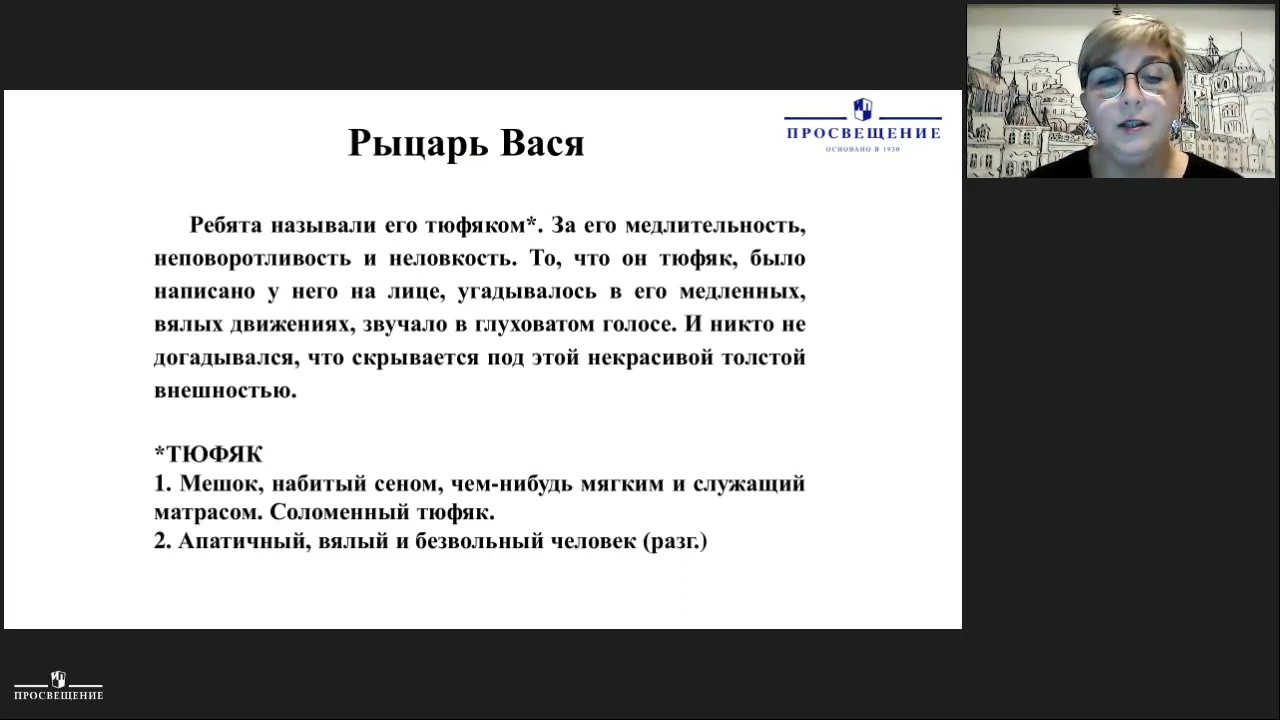 Рыцарь Вася
ПРОСВЕЩЕНИЕ
ОСНОВАНО В 1930
Ребята называли его тюфяком*. За его медлительность,
неповоротливость и неловкость. То, что он тюфяк, было
написано у него на лице, угадывалось в его медленных,
вялых движениях, звучало в глуховатом голосе. И никто не
догадывался, что скрывается под этой некрасивой толстой
внешностью.
*ТЮФЯК
1. Мешок, набитый сеном, чем-нибудь мягким и служащий
матрасом. Соломенный тюфяк.
2. Апатичный, вялый и безвольный человек (разг.)
ПРОСВЕЩЕНИЕ